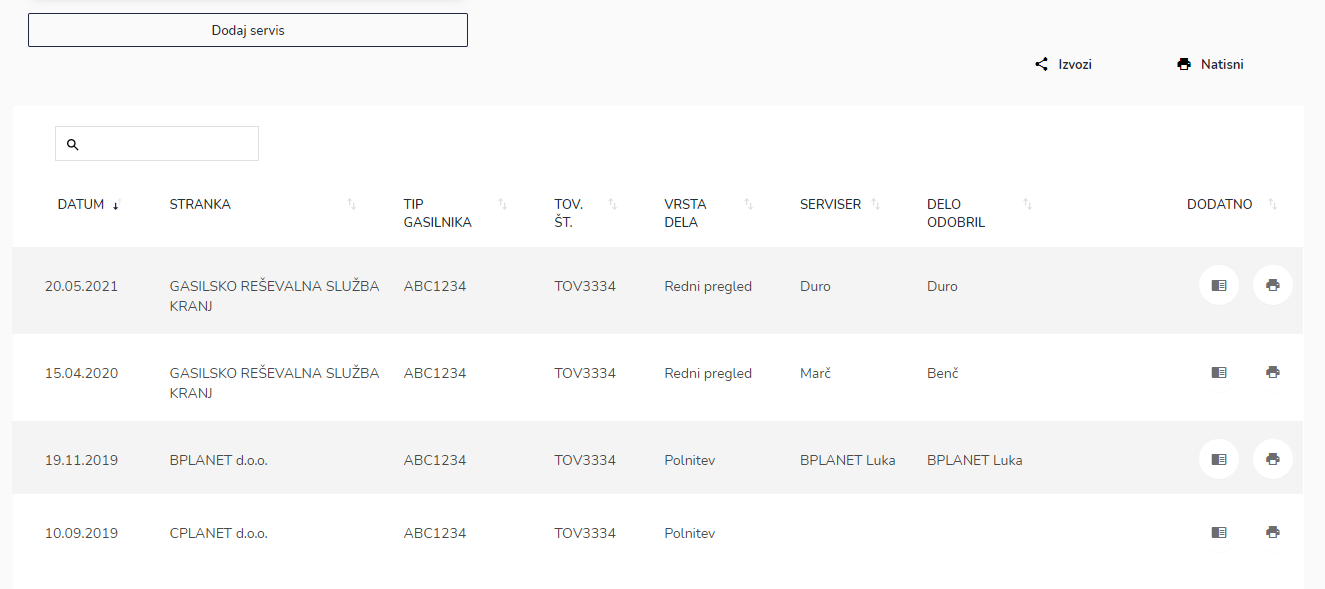 Dodaj servis
Izvozi Natisni
DATUM STRANKA TIP GASILNIKA TOV. ŠT. VRSTA DELA SERVISER DELO ODOBRIL DODATNO
20.05.2021 GASILSKO REŠEVALNA SLUŽBA KRANJ ABC1234 TOV3334 Redni pregled Duro Duro
15.04.2020 GASILSKO REŠEVALNA SLUŽBA KRANJ ABC1234 TOV3334 Redni pregled Marč Benč
19.11.2019 BPLANET d.o.o. ABC1234 TOV3334 Polnitev BPLANET Luka BPLANET Luka
10.09.2019 CPLANET d.o.o. ABC1234 TOV3334 Polnitev